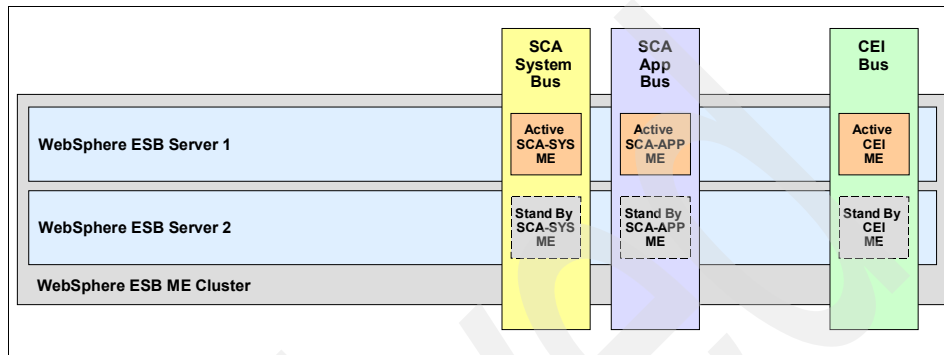 SCA
System
Bus
SCA
App
Bus
CEI
Bus
WebSphere ESB Server 1
Active
SCA-SYS
ME
Active
SCA-APP
ME
Active
CEI
ME
WebSphere ESB Server 2
Stand By
SCA-SYS
ME
Stand By
SCA-APP
ME
Stand By
CEI
ME
WebSphere ESB ME Cluster